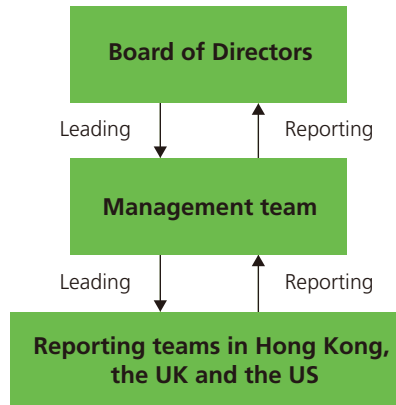 Board of Directors
Leading
Reporting
Management team
Leading
Reporting
Reporting teams in Hong Kong,
the UK and the US